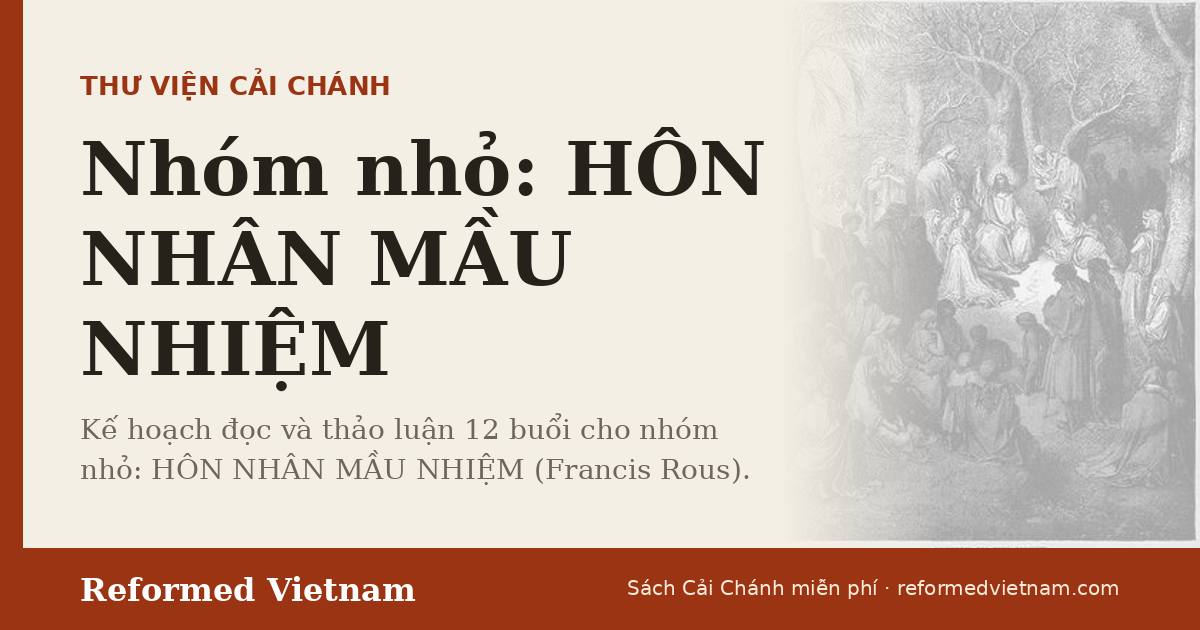 THƯ VIỆN CẢI CHÁNH
Nhóm nhỏ: HÔN
NHÂN MẦU
NHIỆM
Kế hoạch đọc và thảo luận 12 buổi cho nhóm
nhỏ: HÔN NHÂN MẦU NHIỆM (Francis Rous).
Reformed Vietnam
Sách Cải Chánh miễn phí · reformedvietnam.com